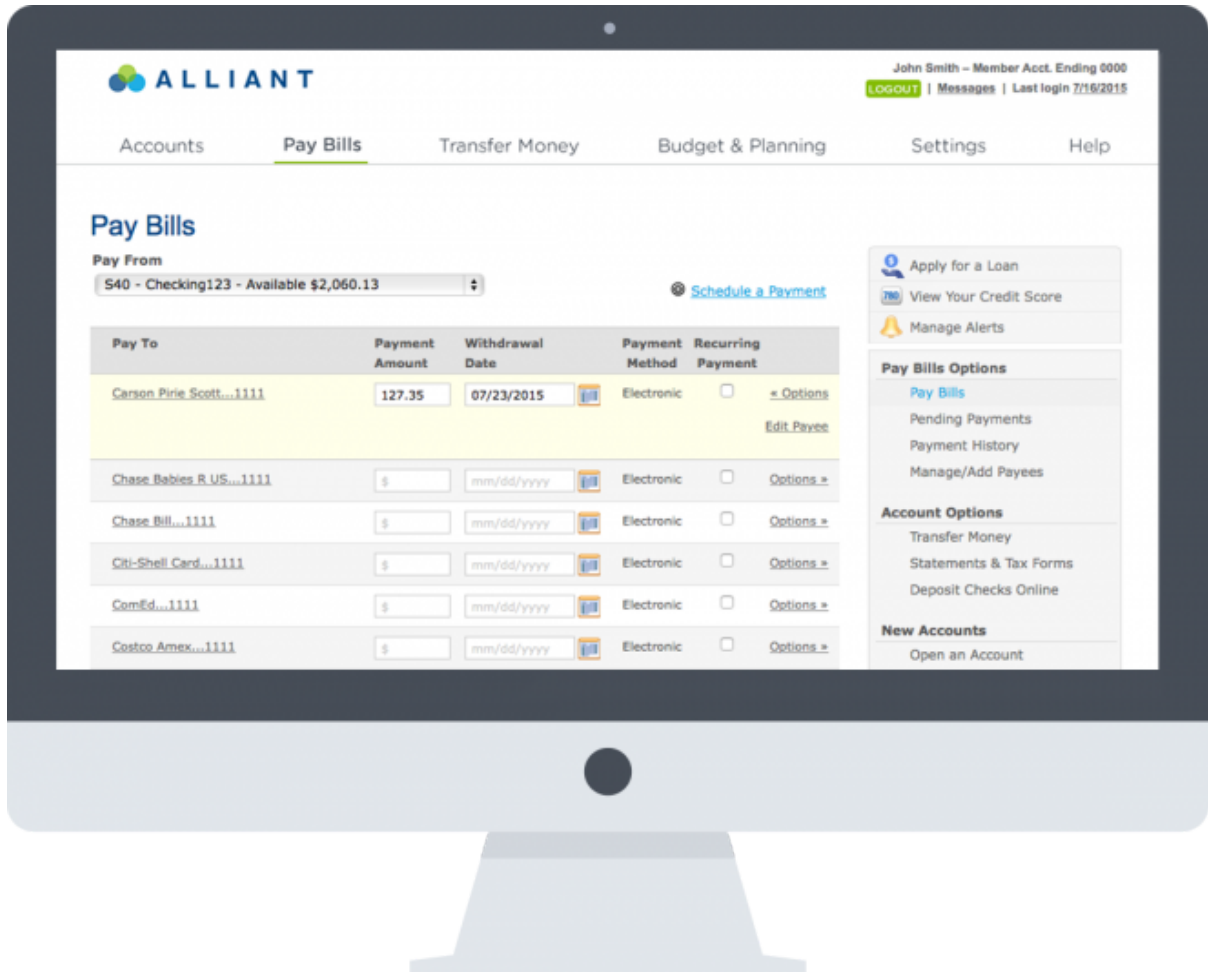 ALLIANT
John Smith – Member Acct. Ending 0000
LOGOUT | Messages | Last login 7/16/2015
Accounts Pay Bills Transfer Money Budget & Planning Settings Help
Pay Bills
Pay From
S40 - Checking123 - Available $2,060.13
Schedule a Payment
Pay To Payment Amount Withdrawal Date Payment Method Recurring Payment
Carson Pirie Scott...1111 127.35 07/23/2015 Electronic « Options
Edit Payee
Chase Babies R US...1111 $ mm/dd/yyyy Electronic Options »
Chase Bill...1111 $ mm/dd/yyyy Electronic Options »
Citi-Shell Card...1111 $ mm/dd/yyyy Electronic Options »
ComEd...1111 $ mm/dd/yyyy Electronic Options »
Costco Amex...1111 $ mm/dd/yyyy Electronic Options »
Apply for a Loan
780 View Your Credit Score
Manage Alerts
Pay Bills Options
Pay Bills
Pending Payments
Payment History
Manage/Add Payees
Account Options
Transfer Money
Statements & Tax Forms
Deposit Checks Online
New Accounts
Open an Account